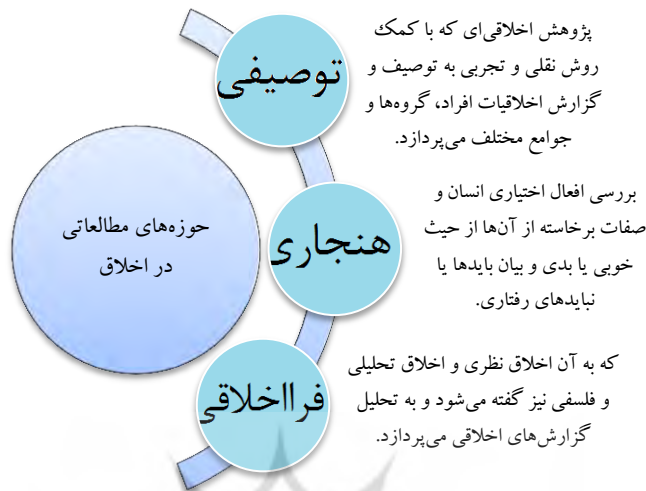 حوزه‌های مطالعاتی
در اخلاق
توصیفی
پژوهش اخلاقی‌ای که با کمک
روش نقلی و تجربی به توصیف و
گزارش اخلاقیات افراد، گروه‌ها و
جوامع مختلف می‌پردازد.
هنجاری
بررسی افعال اختیاری انسان و
صفات برخاسته از آن‌ها از حیث
خوبی یا بدی و بیان بایدها یا
نبایدهای رفتاری.
فرااخلاقی
که به آن اخلاق نظری و اخلاق تحلیلی
و فلسفی نیز گفته می‌شود و به تحلیل
گزارش‌های اخلاقی می‌پردازد.